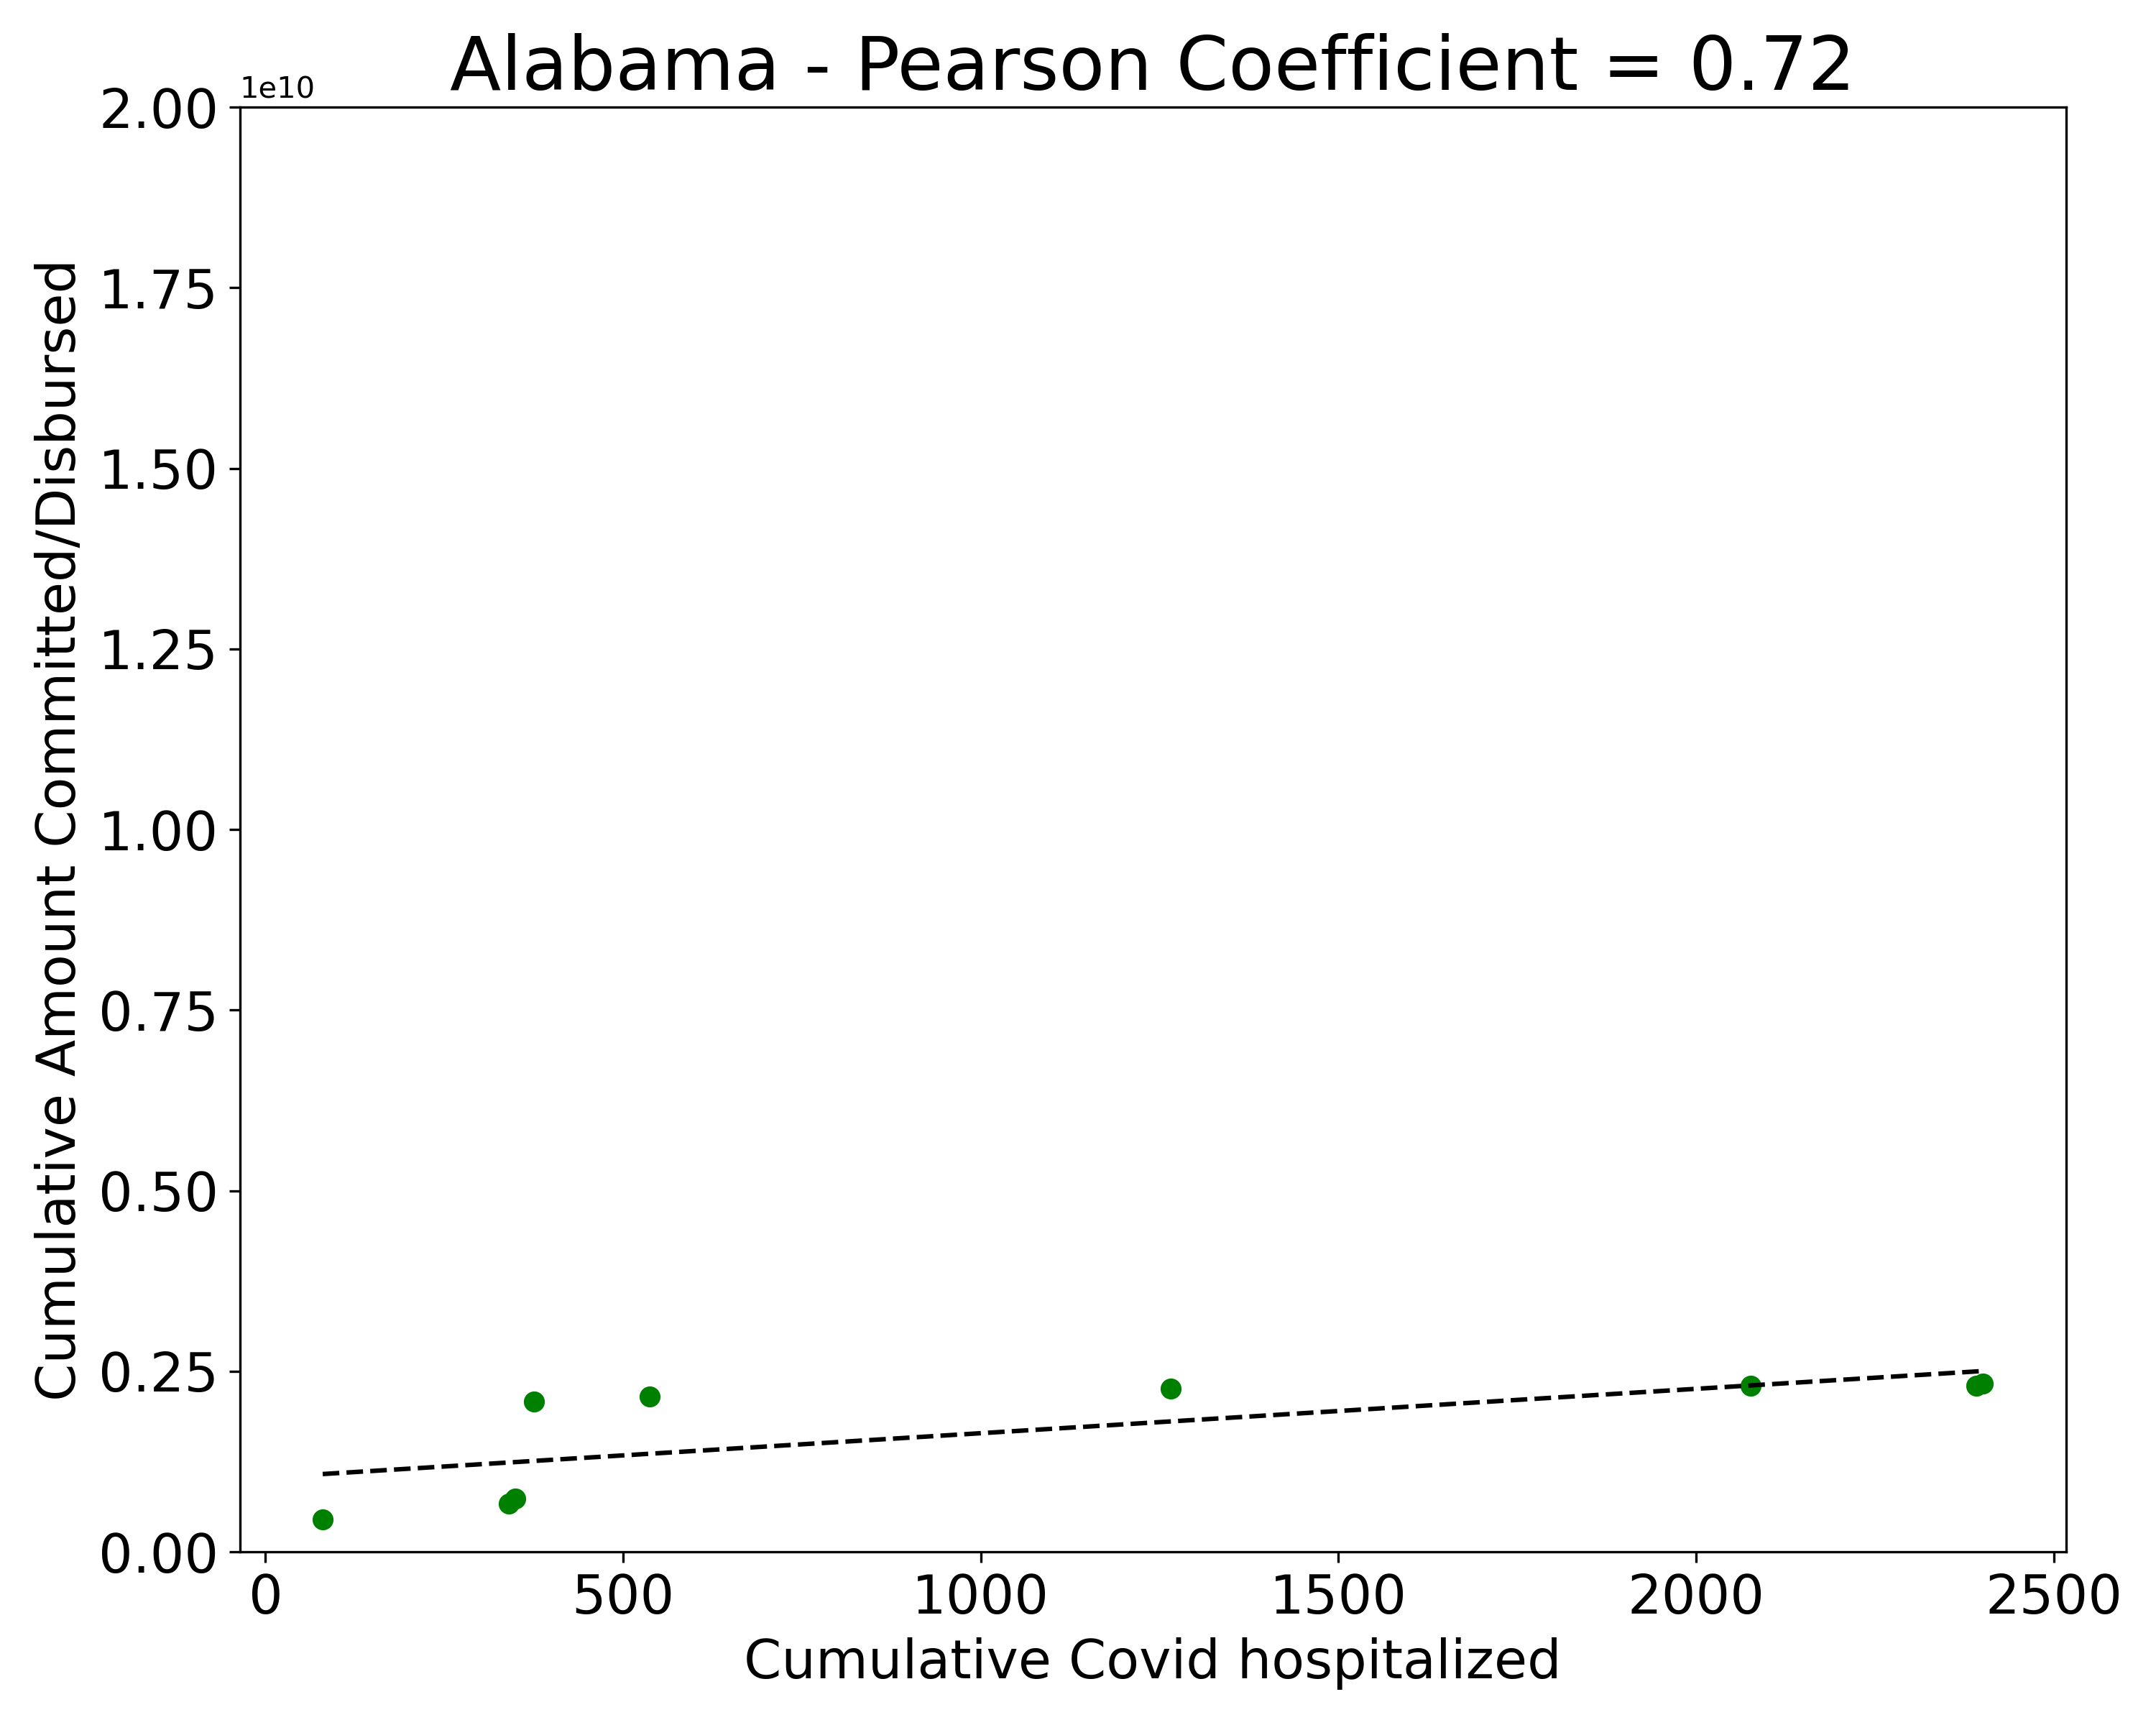 Alabama - Pearson Coefficient = 0.72
1e10
2.00
1.75
1.50
1.25
1.00
0.75
0.50
0.25
0.00
Cumulative Amount Committed/Disbursed
0 500 1000 1500 2000 2500
Cumulative Covid hospitalized